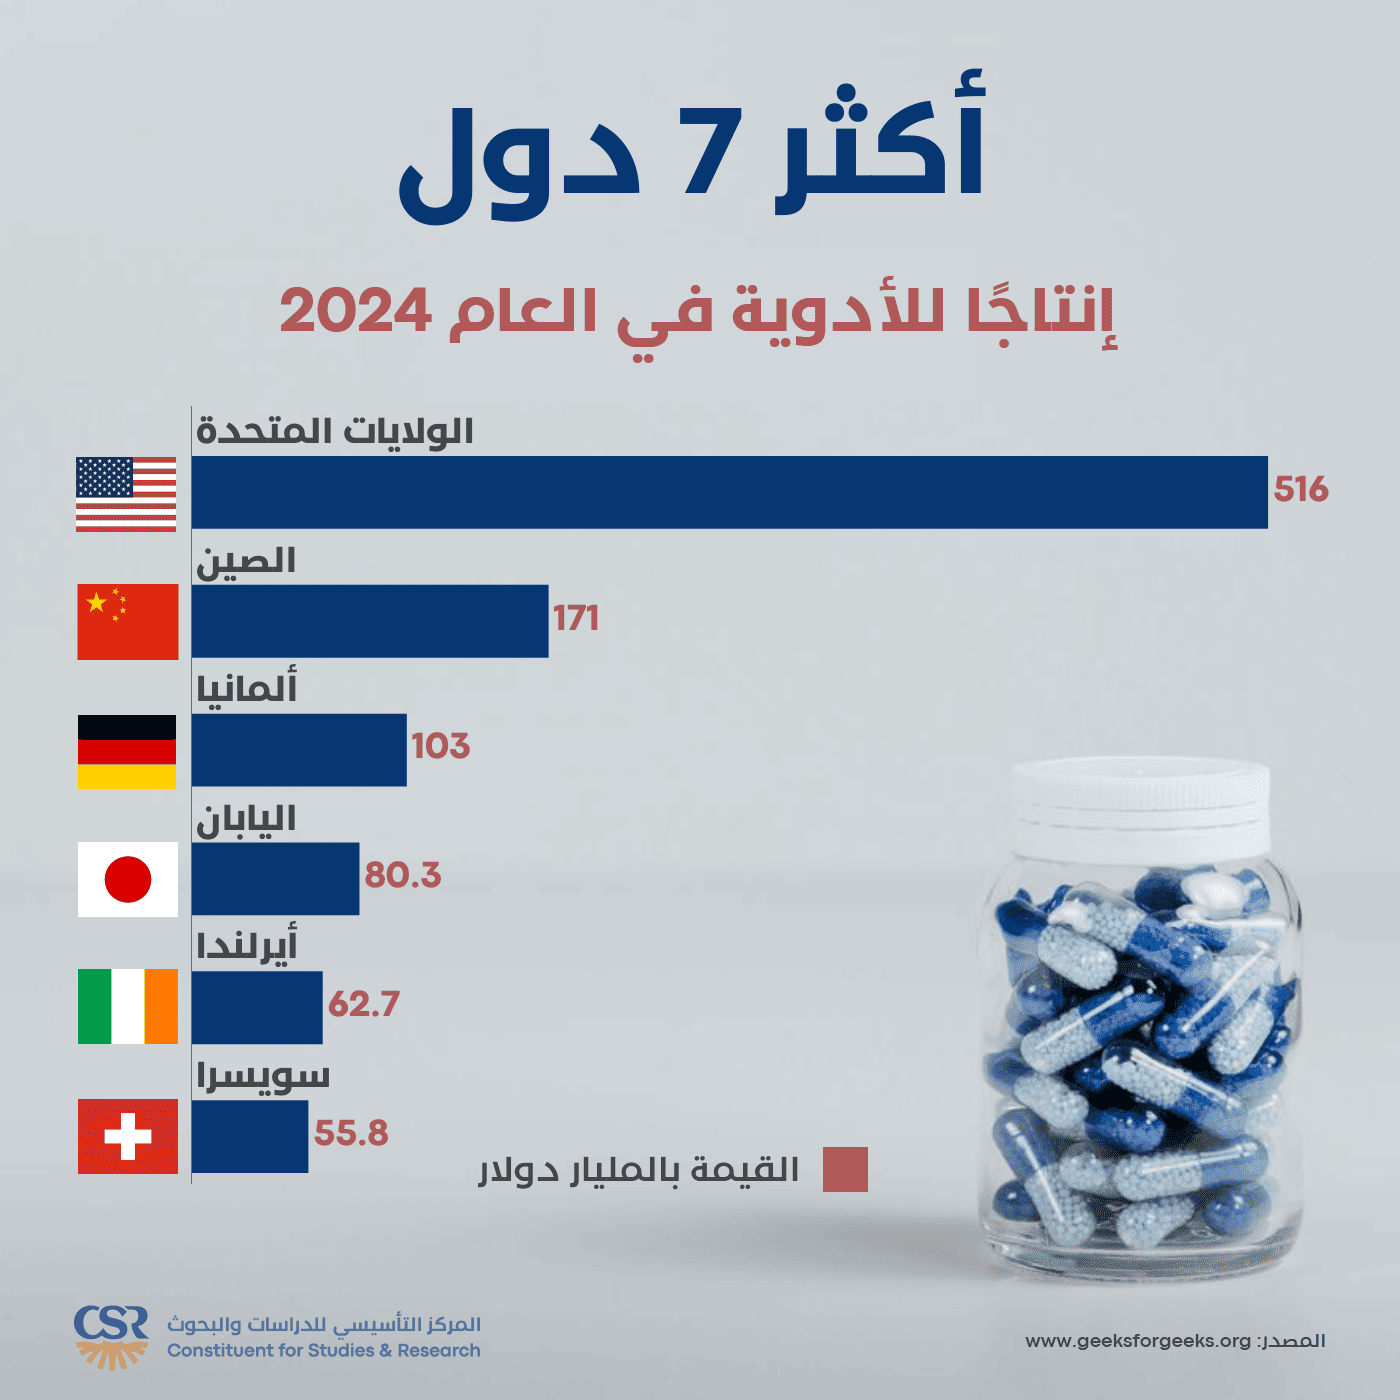 أكثر 7 دول
إنتاجًا للأدوية في العام 2024
الولايات المتحدة
516
الصين
171
ألمانيا
103
اليابان
80.3
أيرلندا
62.7
سويسرا
55.8
القيمة بالمليار دولار
CSR
المركز التأسيسي للدراسات والبحوث
Constituent for Studies & Research
المصدر: www.geeksforgeeks.org